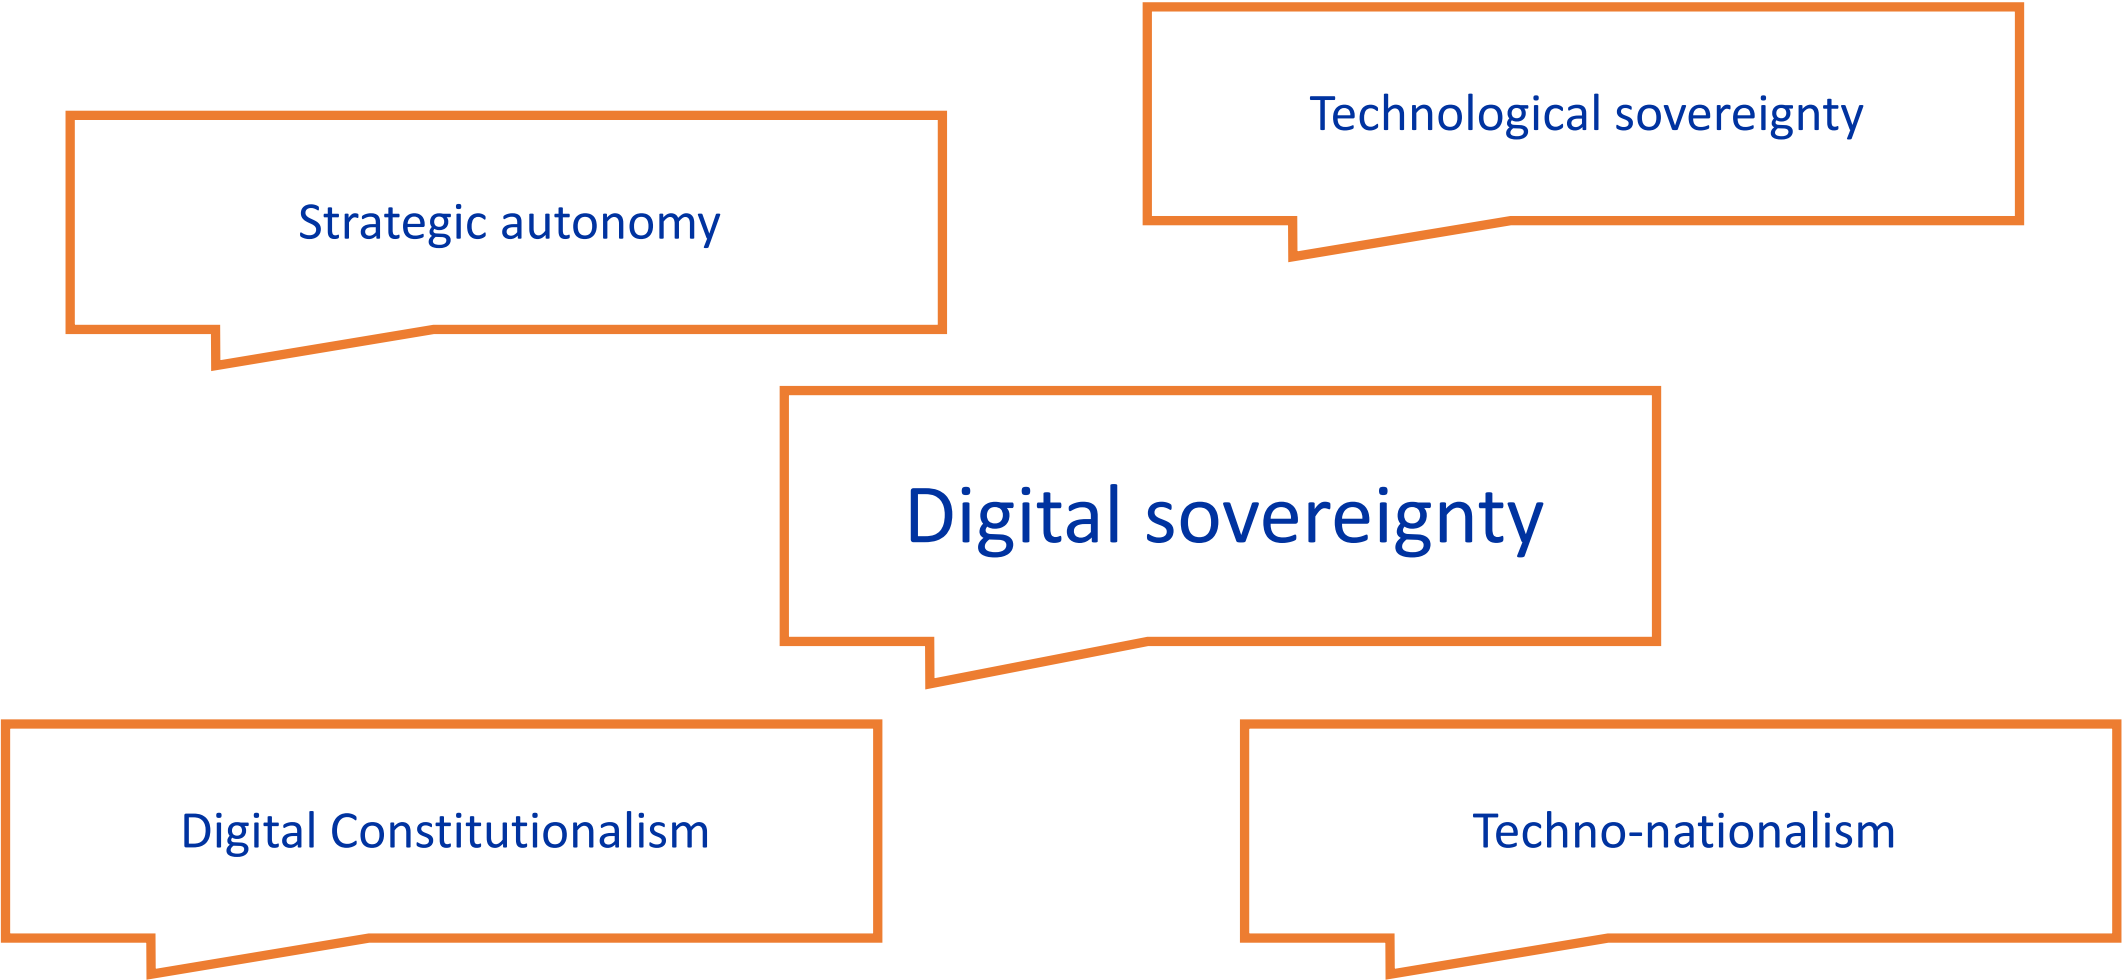 Technological sovereignty
Strategic autonomy
Digital sovereignty
Digital Constitutionalism
Techno-nationalism